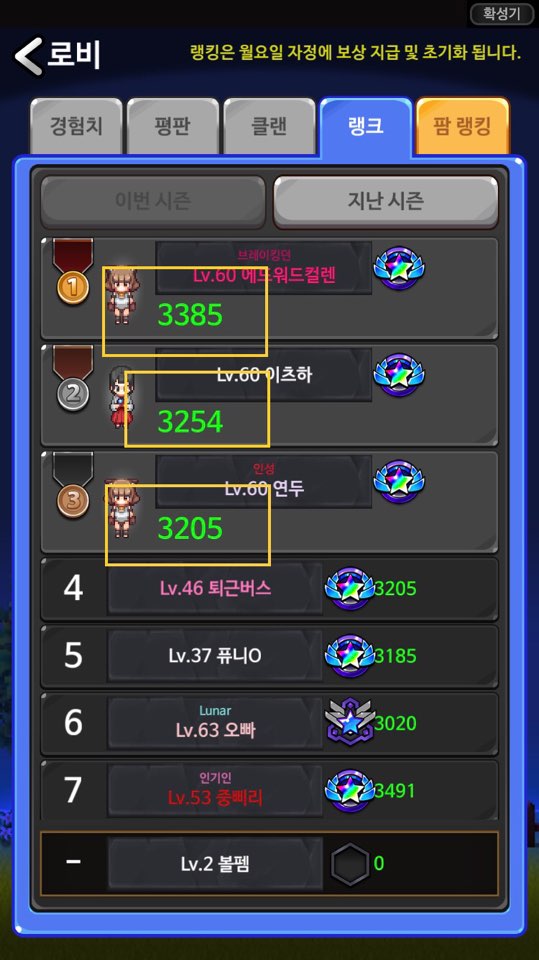 확성기
로비
랭킹은 월요일 자정에 보상 지급 및 초기화 됩니다.
경험치 평판 클랜 랭크 팜 랭킹
이번 시즌 지난 시즌
1
브레이킹던
Lv.60 에드워드컬렌
3385
2
Lv.60 이츠하
3254
3
인성
Lv.60 연두
3205
4 Lv.46 퇴근버스 3205
5 Lv.37 퓨니O 3185
Lunar
6 Lv.63 오빠 3020
인기인
7 Lv.53 중삐리 3491
- Lv.2 볼펨 0